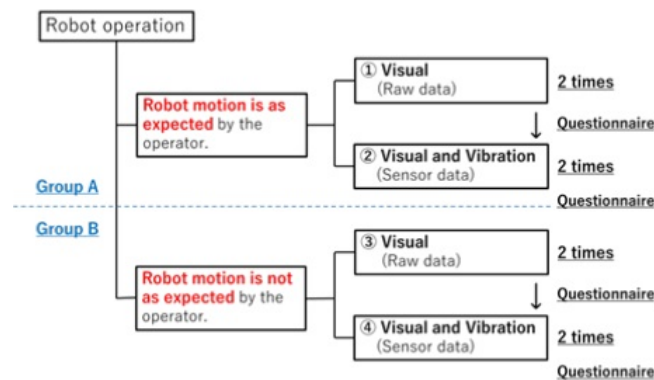 Robot operation
① Visual
(Raw data)
2 times
Robot motion is as
expected by the
operator.
Questionnaire
② Visual and Vibration
(Sensor data)
2 times
Group A
Questionnaire
Group B
③ Visual
(Raw data)
2 times
Robot motion is not
as expected by the
operator.
Questionnaire
④ Visual and Vibration
(Sensor data)
2 times
Questionnaire